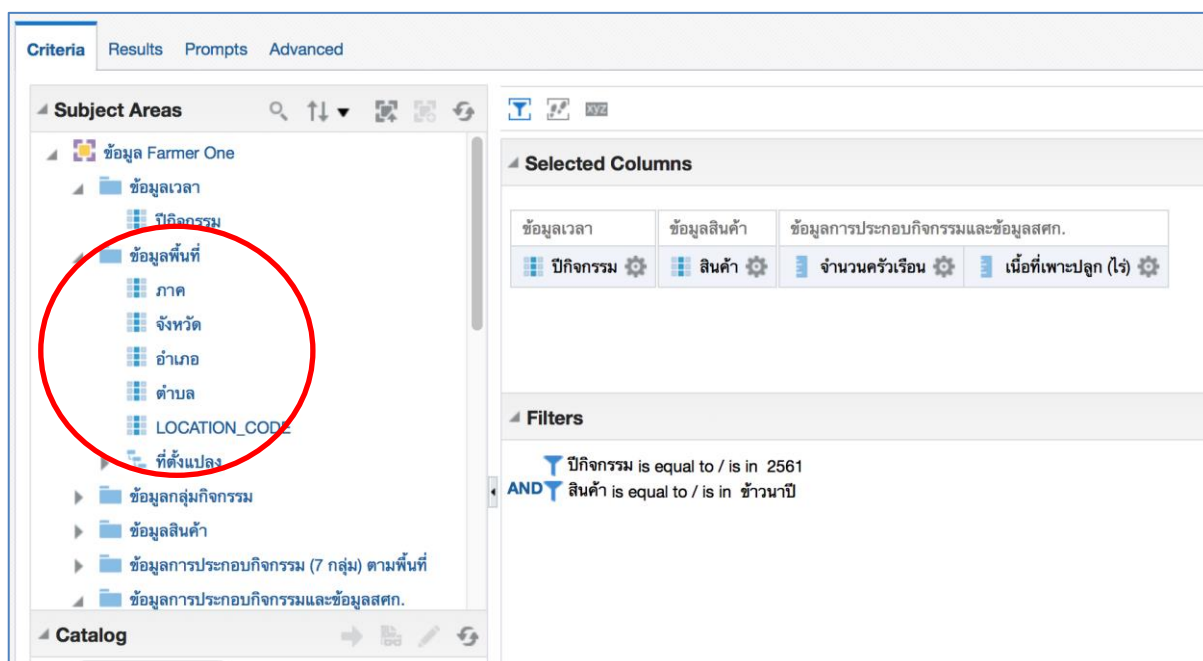 Criteria Results Prompts Advanced
Subject Areas
ข้อมูล Farmer One
ข้อมูลเวลา
ปีกิจกรรม
ข้อมูลพื้นที่
ภาค
จังหวัด
อำเภอ
ตำบล
LOCATION_CODE
ที่ตั้งแปลง
ข้อมูลกลุ่มกิจกรรม
ข้อมูลสินค้า
ข้อมูลการประกอบกิจกรรม (7 กลุ่ม) ตามพื้นที่
ข้อมูลการประกอบกิจกรรมและข้อมูลสศก.
Catalog
xyz
Selected Columns
ข้อมูลเวลา ข้อมูลสินค้า ข้อมูลการประกอบกิจกรรมและข้อมูลสศก.
ปีกิจกรรม สินค้า จำนวนครัวเรือน เนื้อที่เพาะปลูก (ไร่)
Filters
ปีกิจกรรม is equal to / is in 2561
AND สินค้า is equal to / is in ข้าวนาปี